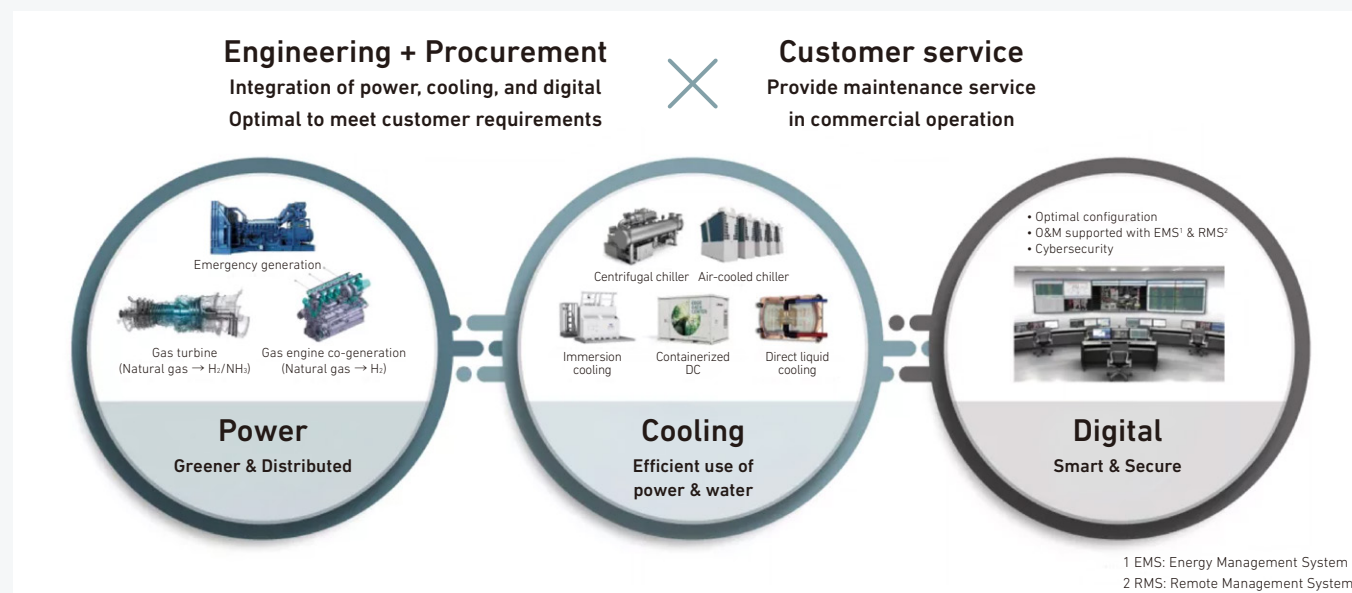 Engineering + Procurement
Integration of power, cooling, and digital
Optimal to meet customer requirements
Customer service
Provide maintenance service
in commercial operation
Emergency generation
Gas turbine
(Natural gas → H₂/NH₃)
Gas engine co-generation
(Natural gas → H₂)
Power
Greener & Distributed
Centrifugal chiller
Air-cooled chiller
Immersion
cooling
Containerized
DC
Direct liquid
cooling
Cooling
Efficient use of
power & water
• Optimal configuration
• O&M supported with EMS¹ & RMS²
• Cybersecurity
Digital
Smart & Secure
1 EMS: Energy Management System
2 RMS: Remote Management System